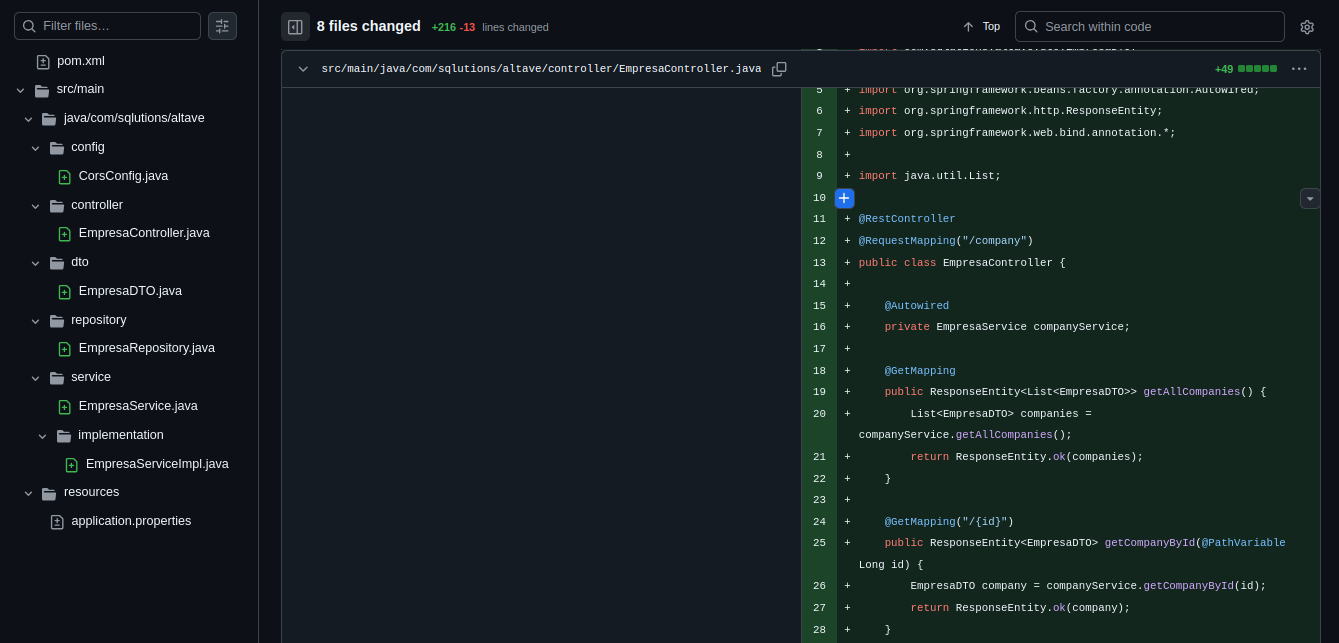 Filter files…
8 files changed
+216 -13 lines changed
Top
Search within code
pom.xml
src/main
java/com/sqlutions/altave
config
CorsConfig.java
controller
EmpresaController.java
dto
EmpresaDTO.java
repository
EmpresaRepository.java
service
EmpresaService.java
implementation
EmpresaServiceImpl.java
resources
application.properties
src/main/java/com/sqlutions/altave/controller/EmpresaController.java
+49
5 + import org.springframework.beans.factory.annotation.Autowired;
6 + import org.springframework.http.ResponseEntity;
7 + import org.springframework.web.bind.annotation.*;
8 +
9 + import java.util.List;
10 +
11 + @RestController
12 + @RequestMapping("/company")
13 + public class EmpresaController {
14 +
15 + @Autowired
16 + private EmpresaService companyService;
17 +
18 + @GetMapping
19 + public ResponseEntity<List<EmpresaDTO>> getAllCompanies() {
20 + List<EmpresaDTO> companies =
companyService.getAllCompanies();
21 + return ResponseEntity.ok(companies);
22 + }
23 +
24 + @GetMapping("/{id}")
25 + public ResponseEntity<EmpresaDTO> getCompanyById(@PathVariable
Long id) {
26 + EmpresaDTO company = companyService.getCompanyById(id);
27 + return ResponseEntity.ok(company);
28 + }